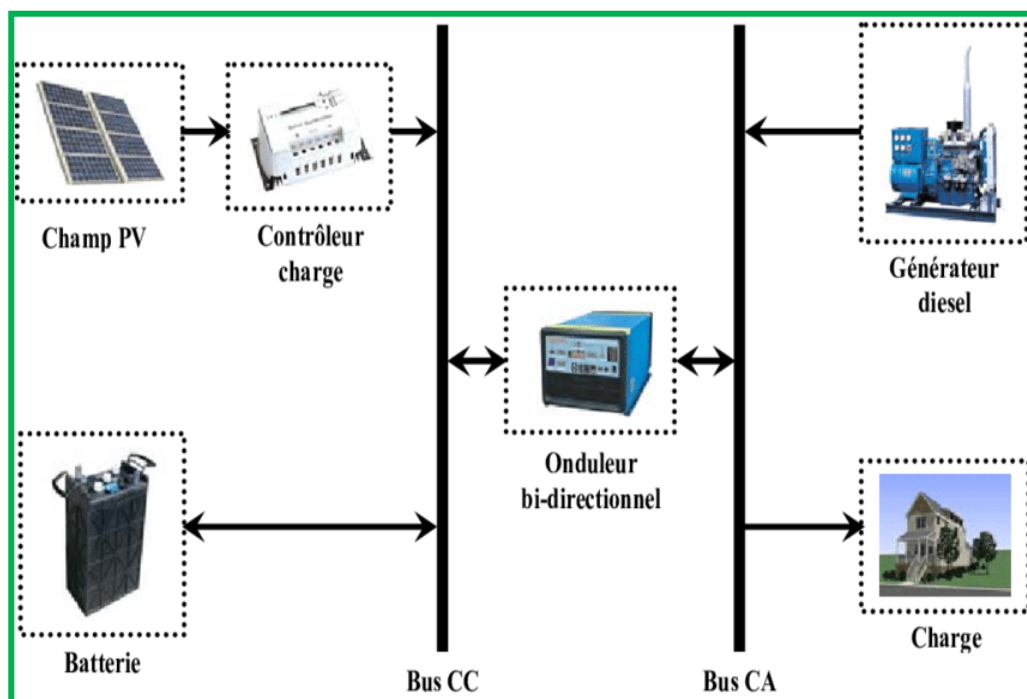 Champ PV
Contrôleur
charge
Générateur
diesel
Onduleur
bi-directionnel
Batterie
Charge
Bus CC
Bus CA